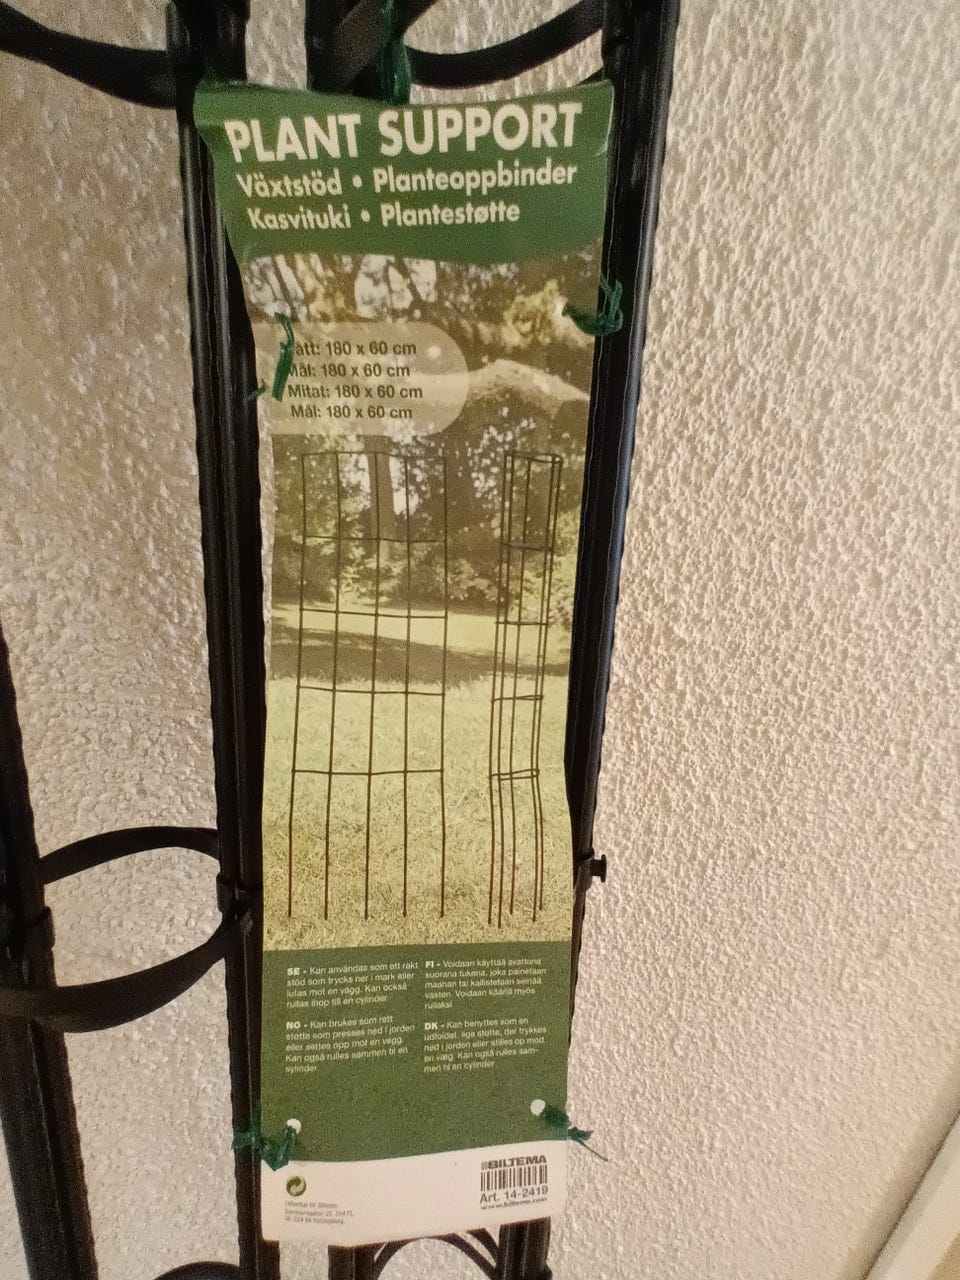 PLANT SUPPORT
Växtstöd • Planteoppbinder
Kasvituki • Plantestøtte
ått: 180 x 60 cm
Mål: 180 x 60 cm
Mitat: 180 x 60 cm
Mål: 180 x 60 cm
SE - Kan användas som ett rakt
stöd som trycks ner i mark eller
lutas mot en vägg. Kan också
rullas ihop till en cylinder
NO - Kan brukes som rett
støtte som presses ned i jorden
eller settes opp mot en vegg.
Kan også rulles sammen til en
sylinder
FI - Voidaan käyttää avattuna
suorana tukena, joka painetaan
maahan tai kallistetaan seinää
vasten. Voidaan kääriä myös
rullaksi
DK - Kan benyttes som en
udfoldet, lige støtte, der trykkes
ned i jorden eller stilles op mod
en væg. Kan også rulles sam-
men til en cylinder
BILTEMA
Art. 14-2419
www.biltema.com